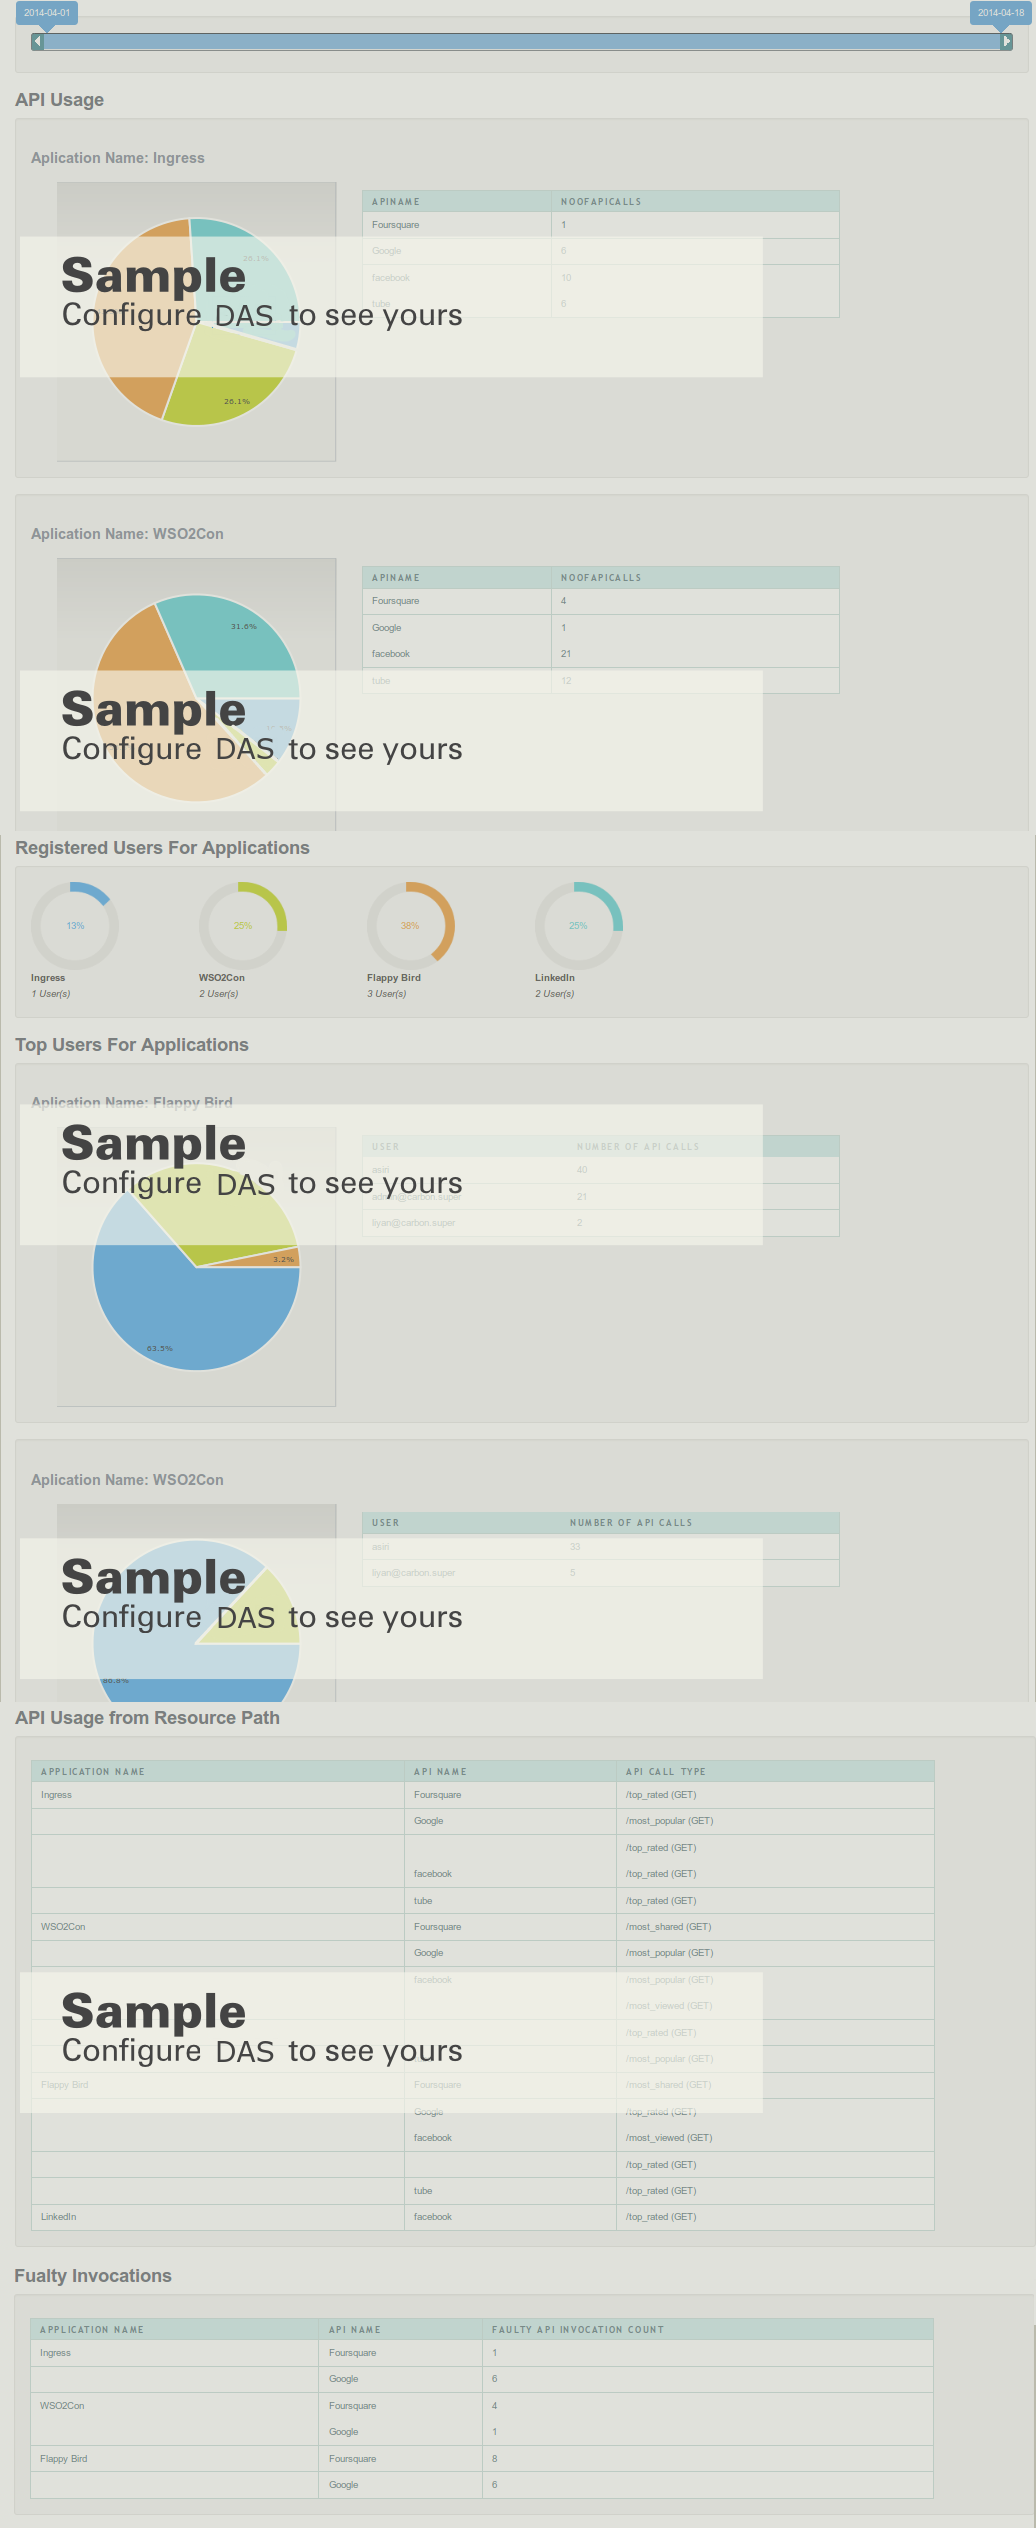 2014-04-01 2014-04-18
API Usage
Aplication Name: Ingress
APINAME NOOFAPICALLS
Foursquare 1
Google 6
facebook 10
tube 6
26.1%
Sample
Configure DAS to see yours
26.1%
Aplication Name: WSO2Con
APINAME NOOFAPICALLS
Foursquare 4
Google 1
facebook 21
tube 12
31.6%
Sample
Configure DAS to see yours
Registered Users For Applications
13% 25% 38% 25%
Ingress WSO2Con Flappy Bird LinkedIn
1 User(s) 2 User(s) 3 User(s) 2 User(s)
Top Users For Applications
Aplication Name: Flappy Bird
USER NUMBER OF API CALLS
asiri 40
admin@carbon.super 21
liyan@carbon.super 2
Sample
Configure DAS to see yours
3.2%
63.5%
Aplication Name: WSO2Con
USER NUMBER OF API CALLS
asiri 33
liyan@carbon.super 5
Sample
Configure DAS to see yours
86.8%
API Usage from Resource Path
APPLICATION NAME API NAME API CALL TYPE
Ingress Foursquare /top_rated (GET)
Google /most_popular (GET)
/top_rated (GET)
facebook /top_rated (GET)
tube /top_rated (GET)
WSO2Con Foursquare /most_shared (GET)
Google /most_popular (GET)
facebook /most_popular (GET)
/most_viewed (GET)
/top_rated (GET)
/most_popular (GET)
Sample
Configure DAS to see yours
Flappy Bird Foursquare /most_shared (GET)
Google /top_rated (GET)
facebook /most_viewed (GET)
/top_rated (GET)
tube /top_rated (GET)
LinkedIn facebook /top_rated (GET)
Fualty Invocations
APPLICATION NAME API NAME FAULTY API INVOCATION COUNT
Ingress Foursquare 1
Google 6
WSO2Con Foursquare 4
Google 1
Flappy Bird Foursquare 8
Google 6